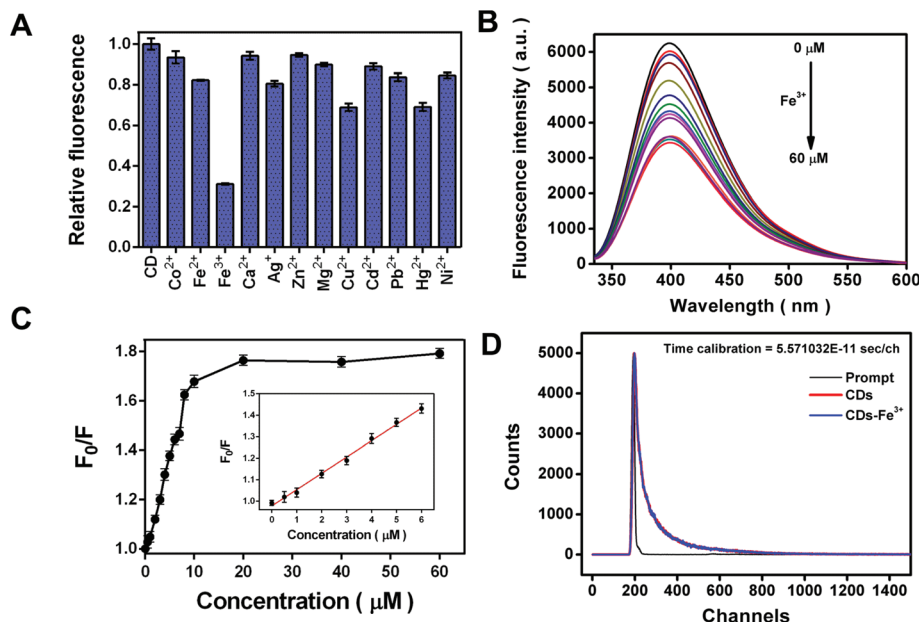 A
Relative fluorescence
1.0
0.8
0.6
0.4
0.2
0.0
CD
Co²⁺
Fe²⁺
Fe³⁺
Ca²⁺
Ag⁺
Zn²⁺
Mg²⁺
Cu²⁺
Cd²⁺
Pb²⁺
Hg²⁺
Ni²⁺
B
Fluorescence intensity ( a.u. )
6000
5000
4000
3000
2000
1000
0
0 μM
Fe³⁺
60 μM
350 400 450 500 550 600
Wavelength ( nm )
C
F₀/F
1.8
1.6
1.4
1.2
1.0
0 10 20 30 40 50 60
Concentration ( μM )
F₀/F
1.5
1.4
1.3
1.2
1.1
1.0
0.9
0 1 2 3 4 5 6
Concentration ( μM )
D
Time calibration = 5.571032E-11 sec/ch
Prompt
CDs
CDs-Fe³⁺
Counts
5000
4000
3000
2000
1000
0
0 200 400 600 800 1000 1200 1400
Channels